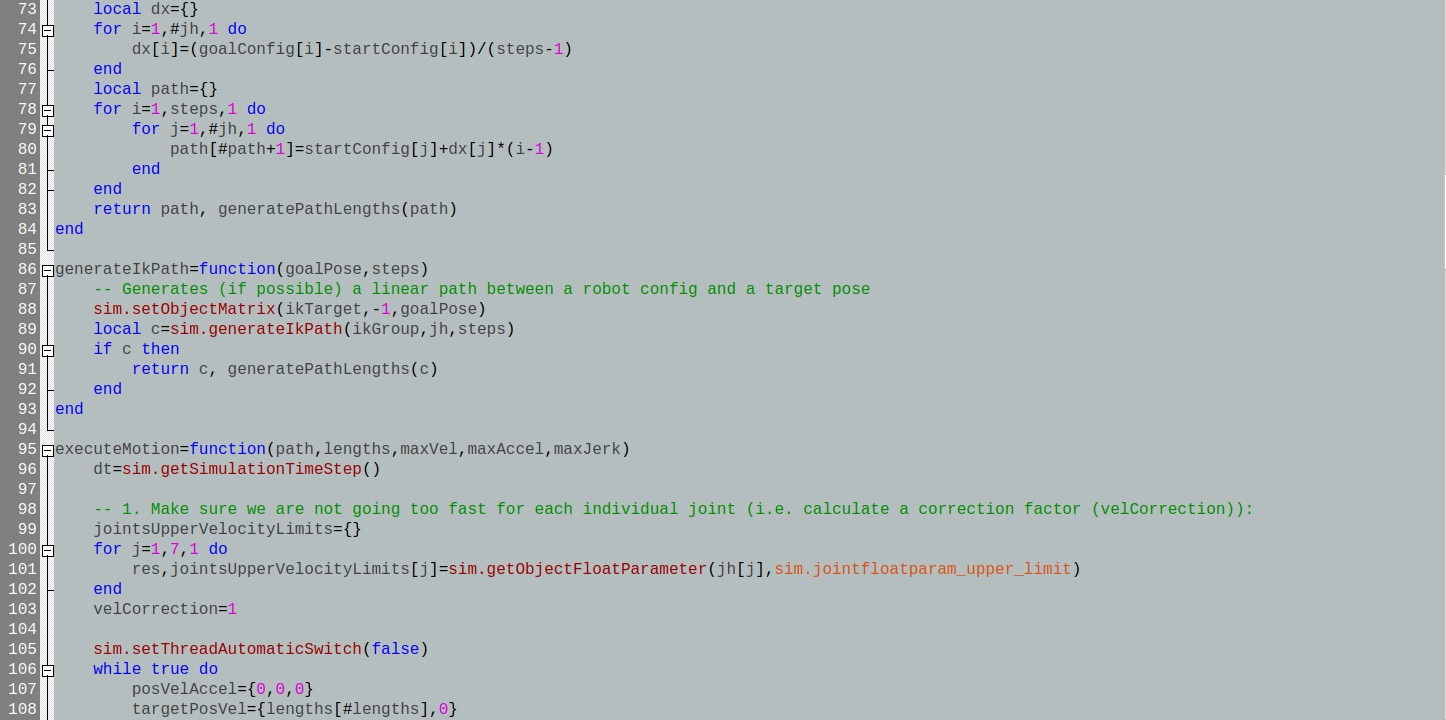 73     local dx={}
74     for i=1,#jh,1 do
75         dx[i]=(goalConfig[i]-startConfig[i])/(steps-1)
76     end
77     local path={}
78     for i=1,steps,1 do
79         for j=1,#jh,1 do
80             path[#path+1]=startConfig[j]+dx[j]*(i-1)
81         end
82     end
83     return path, generatePathLengths(path)
84 end
85
86 generateIkPath=function(goalPose,steps)
87     -- Generates (if possible) a linear path between a robot config and a target pose
88     sim.setObjectMatrix(ikTarget,-1,goalPose)
89     local c=sim.generateIkPath(ikGroup,jh,steps)
90     if c then
91         return c, generatePathLengths(c)
92     end
93 end
94
95 executeMotion=function(path,lengths,maxVel,maxAccel,maxJerk)
96     dt=sim.getSimulationTimeStep()
97
98     -- 1. Make sure we are not going too fast for each individual joint (i.e. calculate a correction factor (velCorrection)):
99     jointsUpperVelocityLimits={}
100     for j=1,7,1 do
101         res,jointsUpperVelocityLimits[j]=sim.getObjectFloatParameter(jh[j],sim.jointfloatparam_upper_limit)
102     end
103     velCorrection=1
104
105     sim.setThreadAutomaticSwitch(false)
106     while true do
107         posVelAccel={0,0,0}
108         targetPosVel={lengths[#lengths],0}